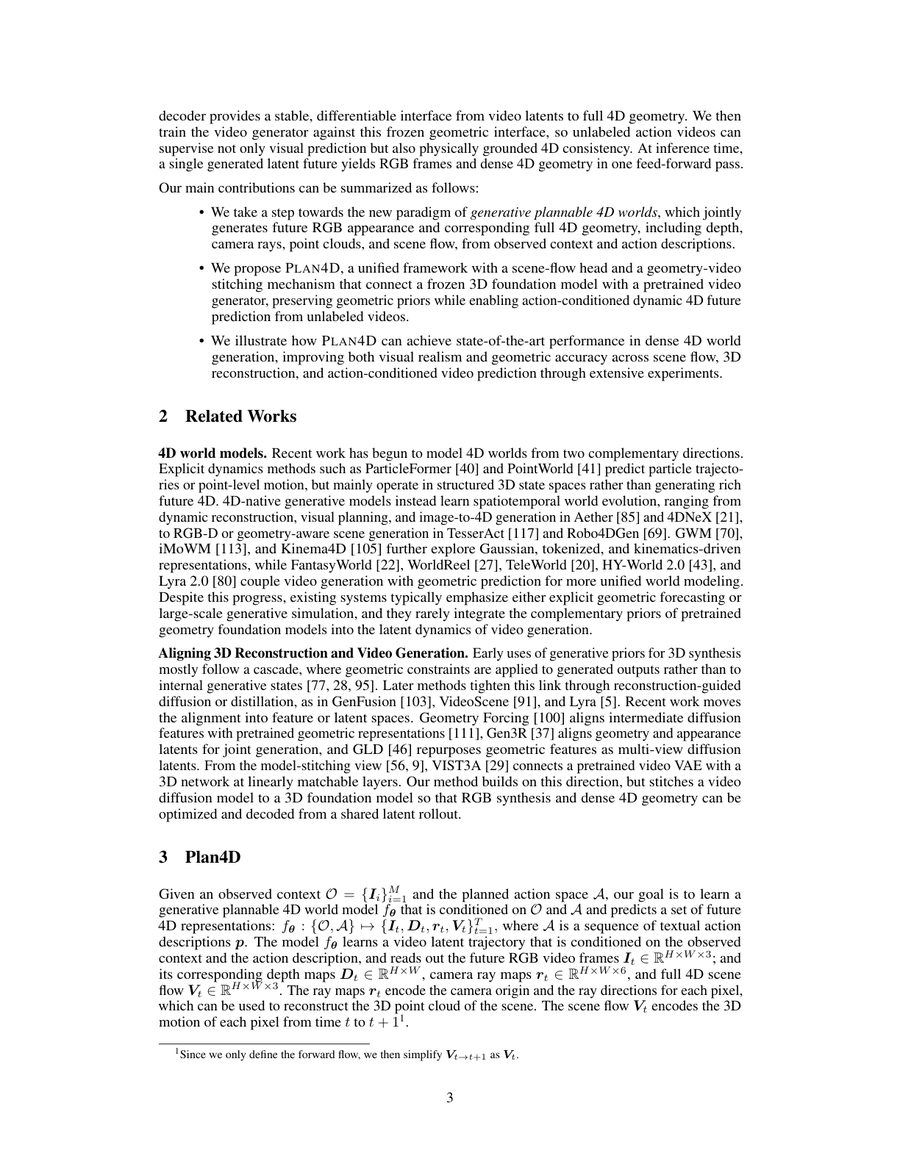 decoder provides a stable, differentiable interface from video latents to full 4D geometry. We then
train the video generator against this frozen geometric interface, so unlabeled action videos can
supervise not only visual prediction but also physically grounded 4D consistency. At inference time,
a single generated latent future yields RGB frames and dense 4D geometry in one feed-forward pass.
Our main contributions can be summarized as follows:
• We take a step towards the new paradigm of generative plannable 4D worlds, which jointly
generates future RGB appearance and corresponding full 4D geometry, including depth,
camera rays, point clouds, and scene flow, from observed context and action descriptions.
• We propose PLAN4D, a unified framework with a scene-flow head and a geometry-video
stitching mechanism that connect a frozen 3D foundation model with a pretrained video
generator, preserving geometric priors while enabling action-conditioned dynamic 4D future
prediction from unlabeled videos.
• We illustrate how PLAN4D can achieve state-of-the-art performance in dense 4D world
generation, improving both visual realism and geometric accuracy across scene flow, 3D
reconstruction, and action-conditioned video prediction through extensive experiments.
2 Related Works
4D world models. Recent work has begun to model 4D worlds from two complementary directions.
Explicit dynamics methods such as ParticleFormer [40] and PointWorld [41] predict particle trajecto-
ries or point-level motion, but mainly operate in structured 3D state spaces rather than generating rich
future 4D. 4D-native generative models instead learn spatiotemporal world evolution, ranging from
dynamic reconstruction, visual planning, and image-to-4D generation in Aether [85] and 4DNeX [21],
to RGB-D or geometry-aware scene generation in TesserAct [117] and Robo4DGen [69]. GWM [70],
iMoWM [113], and Kinema4D [105] further explore Gaussian, tokenized, and kinematics-driven
representations, while FantasyWorld [22], WorldReel [27], TeleWorld [20], HY-World 2.0 [43], and
Lyra 2.0 [80] couple video generation with geometric prediction for more unified world modeling.
Despite this progress, existing systems typically emphasize either explicit geometric forecasting or
large-scale generative simulation, and they rarely integrate the complementary priors of pretrained
geometry foundation models into the latent dynamics of video generation.
Aligning 3D Reconstruction and Video Generation. Early uses of generative priors for 3D synthesis
mostly follow a cascade, where geometric constraints are applied to generated outputs rather than to
internal generative states [77, 28, 95]. Later methods tighten this link through reconstruction-guided
diffusion or distillation, as in GenFusion [103], VideoScene [91], and Lyra [5]. Recent work moves
the alignment into feature or latent spaces. Geometry Forcing [100] aligns intermediate diffusion
features with pretrained geometric representations [111], Gen3R [37] aligns geometry and appearance
latents for joint generation, and GLD [46] repurposes geometric features as multi-view diffusion
latents. From the model-stitching view [56, 9], VIST3A [29] connects a pretrained video VAE with a
3D network at linearly matchable layers. Our method builds on this direction, but stitches a video
diffusion model to a 3D foundation model so that RGB synthesis and dense 4D geometry can be
optimized and decoded from a shared latent rollout.
3 Plan4D
Given an observed context 𝒪 = {I_i}_{i=1}^M and the planned action space 𝒜, our goal is to learn a
generative plannable 4D world model f_θ that is conditioned on 𝒪 and 𝒜 and predicts a set of future
4D representations: f_θ : {𝒪, 𝒜} ↦ {I_t, D_t, r_t, V_t}_{t=1}^T, where 𝒜 is a sequence of textual action
descriptions p. The model f_θ learns a video latent trajectory that is conditioned on the observed
context and the action description, and reads out the future RGB video frames I_t ∈ ℝ^{H×W×3}; and
its corresponding depth maps D_t ∈ ℝ^{H×W}, camera ray maps r_t ∈ ℝ^{H×W×6}, and full 4D scene
flow V_t ∈ ℝ^{H×W×3}. The ray maps r_t encode the camera origin and the ray directions for each pixel,
which can be used to reconstruct the 3D point cloud of the scene. The scene flow V_t encodes the 3D
motion of each pixel from time t to t + 1¹.
¹Since we only define the forward flow, we then simplify V_{t→t+1} as V_t.
3